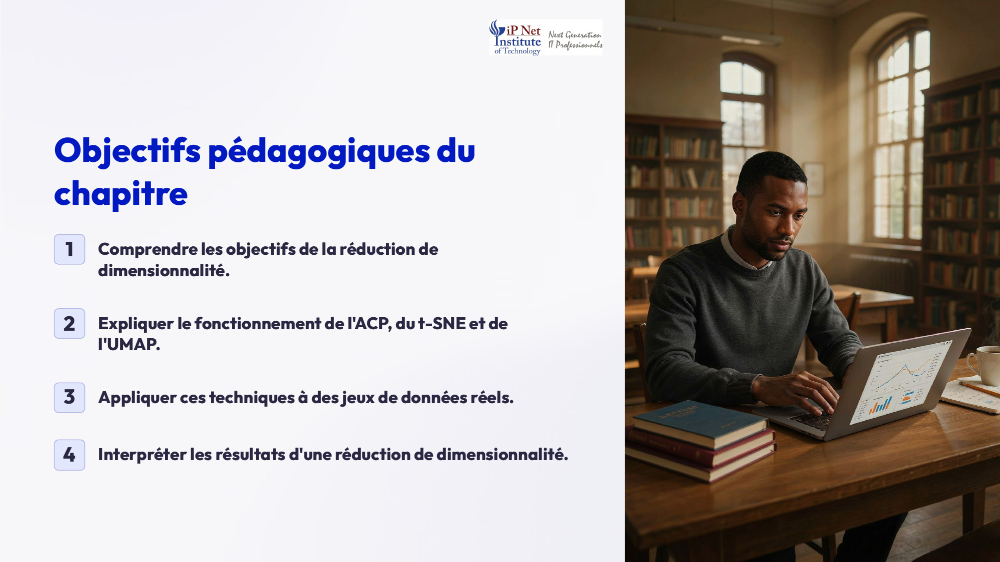 iP Net
Institute
of Technology
Next Generation
IT Professionnels
Objectifs pédagogiques du
chapitre
1
Comprendre les objectifs de la réduction de
dimensionnalité.
2
Expliquer le fonctionnement de l'ACP, du t-SNE et de
l'UMAP.
3
Appliquer ces techniques à des jeux de données réels.
4
Interpréter les résultats d'une réduction de dimensionnalité.